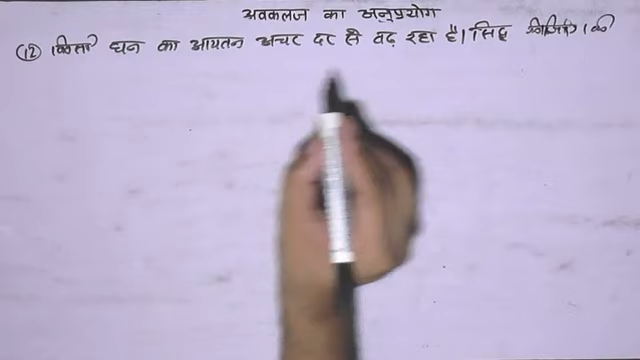 अवकलज का अनुप्रयोग
(12) किसी घन का आयतन अचर दर से बढ़ रहा है। सिद्ध कीजिए कि